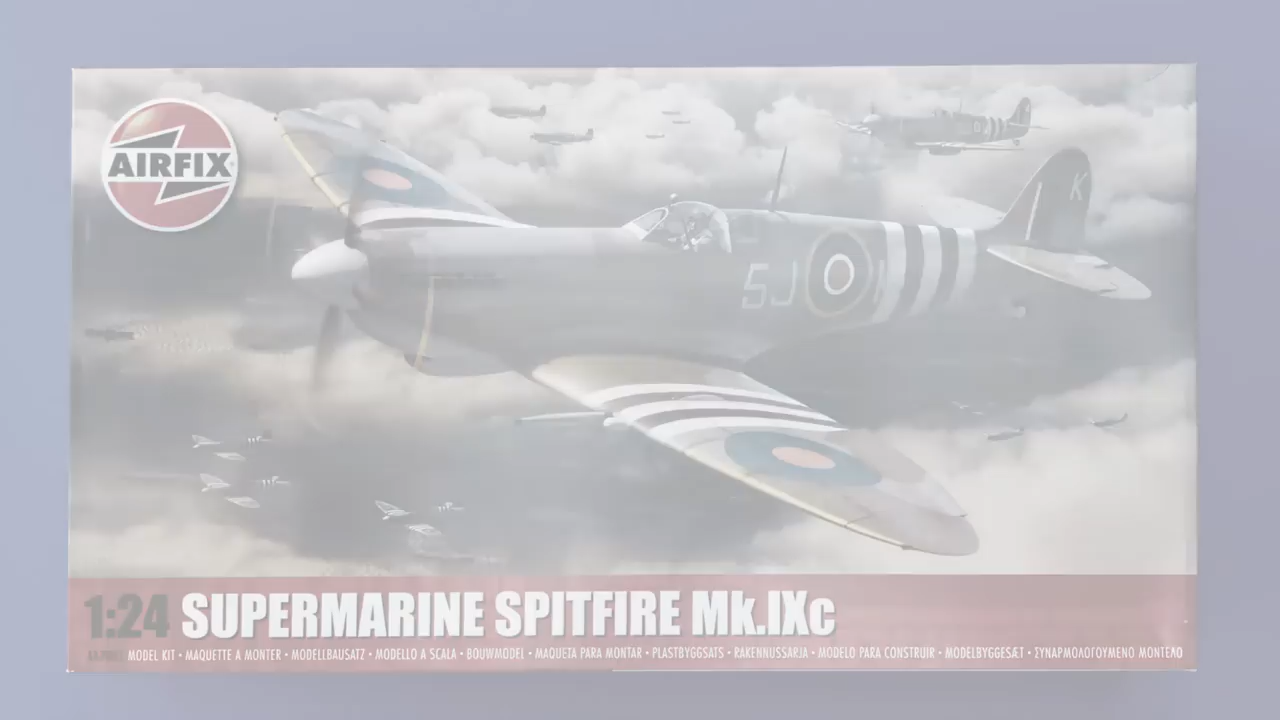 AIRFIX
K
5J
1:24 SUPERMARINE SPITFIRE Mk.IXc
MODEL KIT • MAQUETTE A MONTER • MODELLBAUSATZ • MODELLO A SCALA • BOUWMODEL • MAQUETA PARA MONTAR • PLASTBYGGSATS • RAKENNUSSARJA • MODELO PARA CONSTRUIR • MODELBYGGESÆT • ΣΥΝΑΡΜΟΛΟΓΟΥΜΕΝΟ ΜΟΝΤΕΛΟ